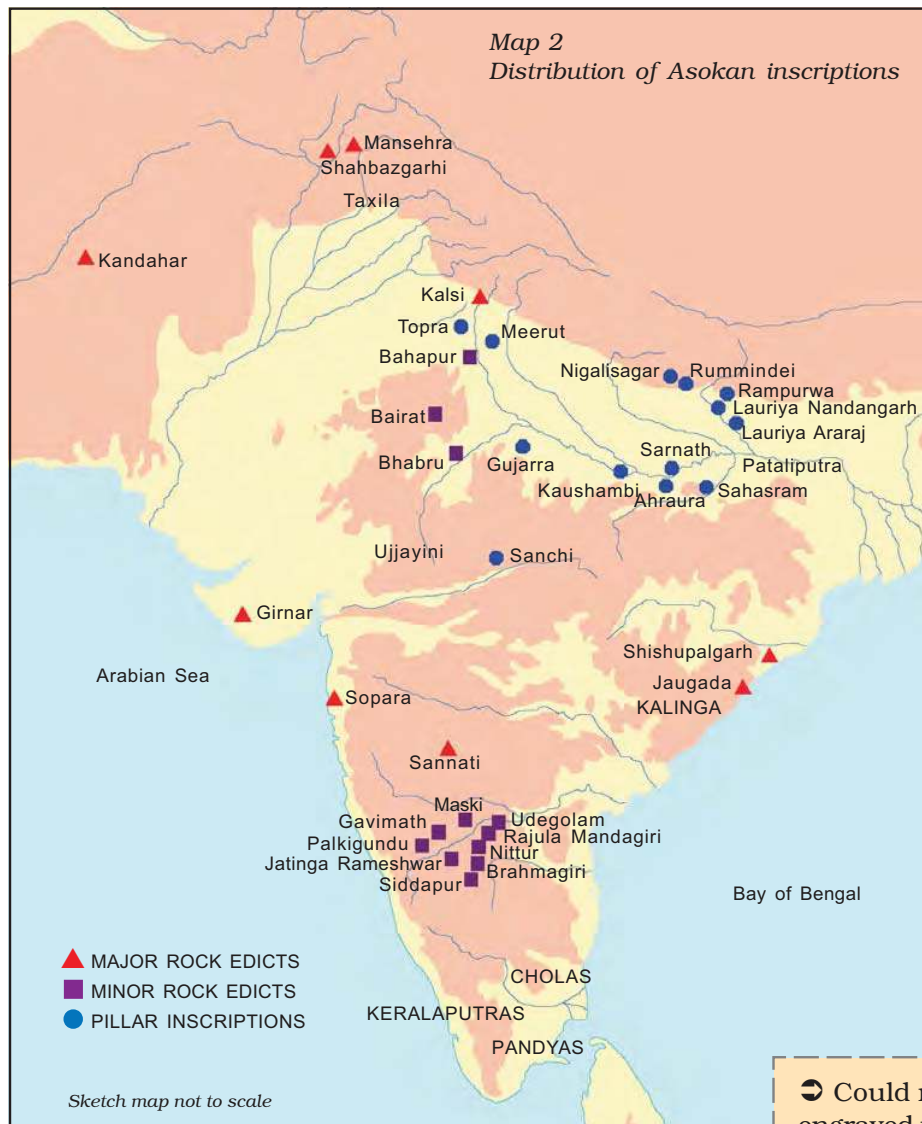 Map 2
Distribution of Asokan inscriptions
Mansehra
Shahbazgarhi
Taxila
Kandahar
Kalsi
Topra
Meerut
Bahapur
Nigalisagar
Rummindei
Rampurwa
Bairat
Lauriya Nandangarh
Lauriya Araraj
Bhabru
Gujarra
Sarnath
Pataliputra
Kaushambi
Sahasram
Ahraura
Ujjayini
Sanchi
Girnar
Shishupalgarh
Arabian Sea
Jaugada
Sopara
KALINGA
Sannati
Maski
Gavimath
Udegolam
Rajula Mandagiri
Palkigundu
Nittur
Jatinga Rameshwar
Brahmagiri
Siddapur
Bay of Bengal
MAJOR ROCK EDICTS
MINOR ROCK EDICTS
PILLAR INSCRIPTIONS
CHOLAS
KERALAPUTRAS
PANDYAS
Sketch map not to scale
➲ Could